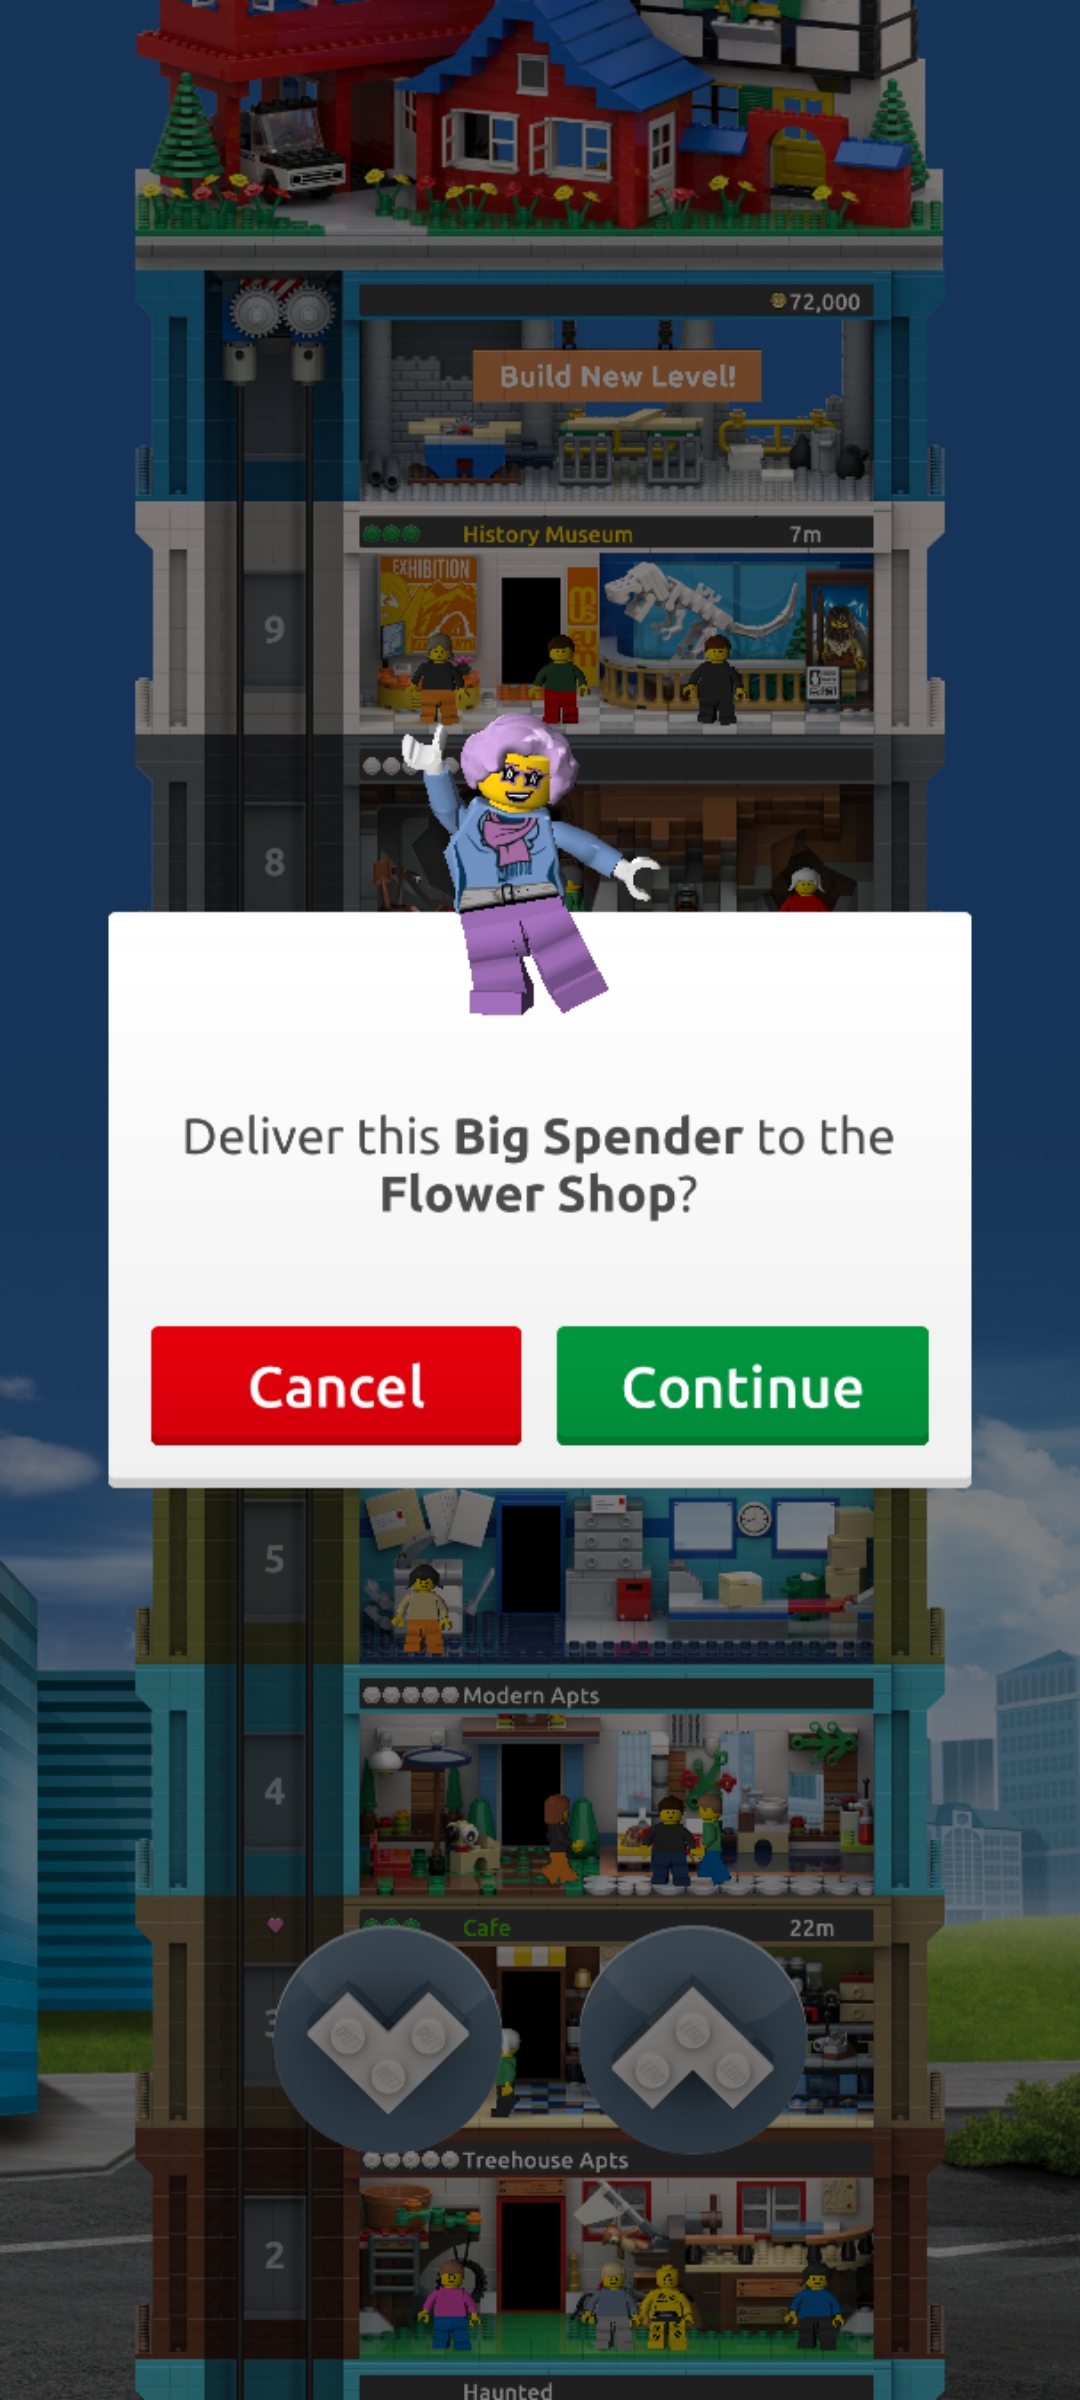 72,000
Build New Level!
History Museum 7m
EXHIBITION
9
8
Deliver this Big Spender to the
Flower Shop?
Cancel Continue
5
Modern Apts
4
Cafe 22m
3
Treehouse Apts
2
Haunted